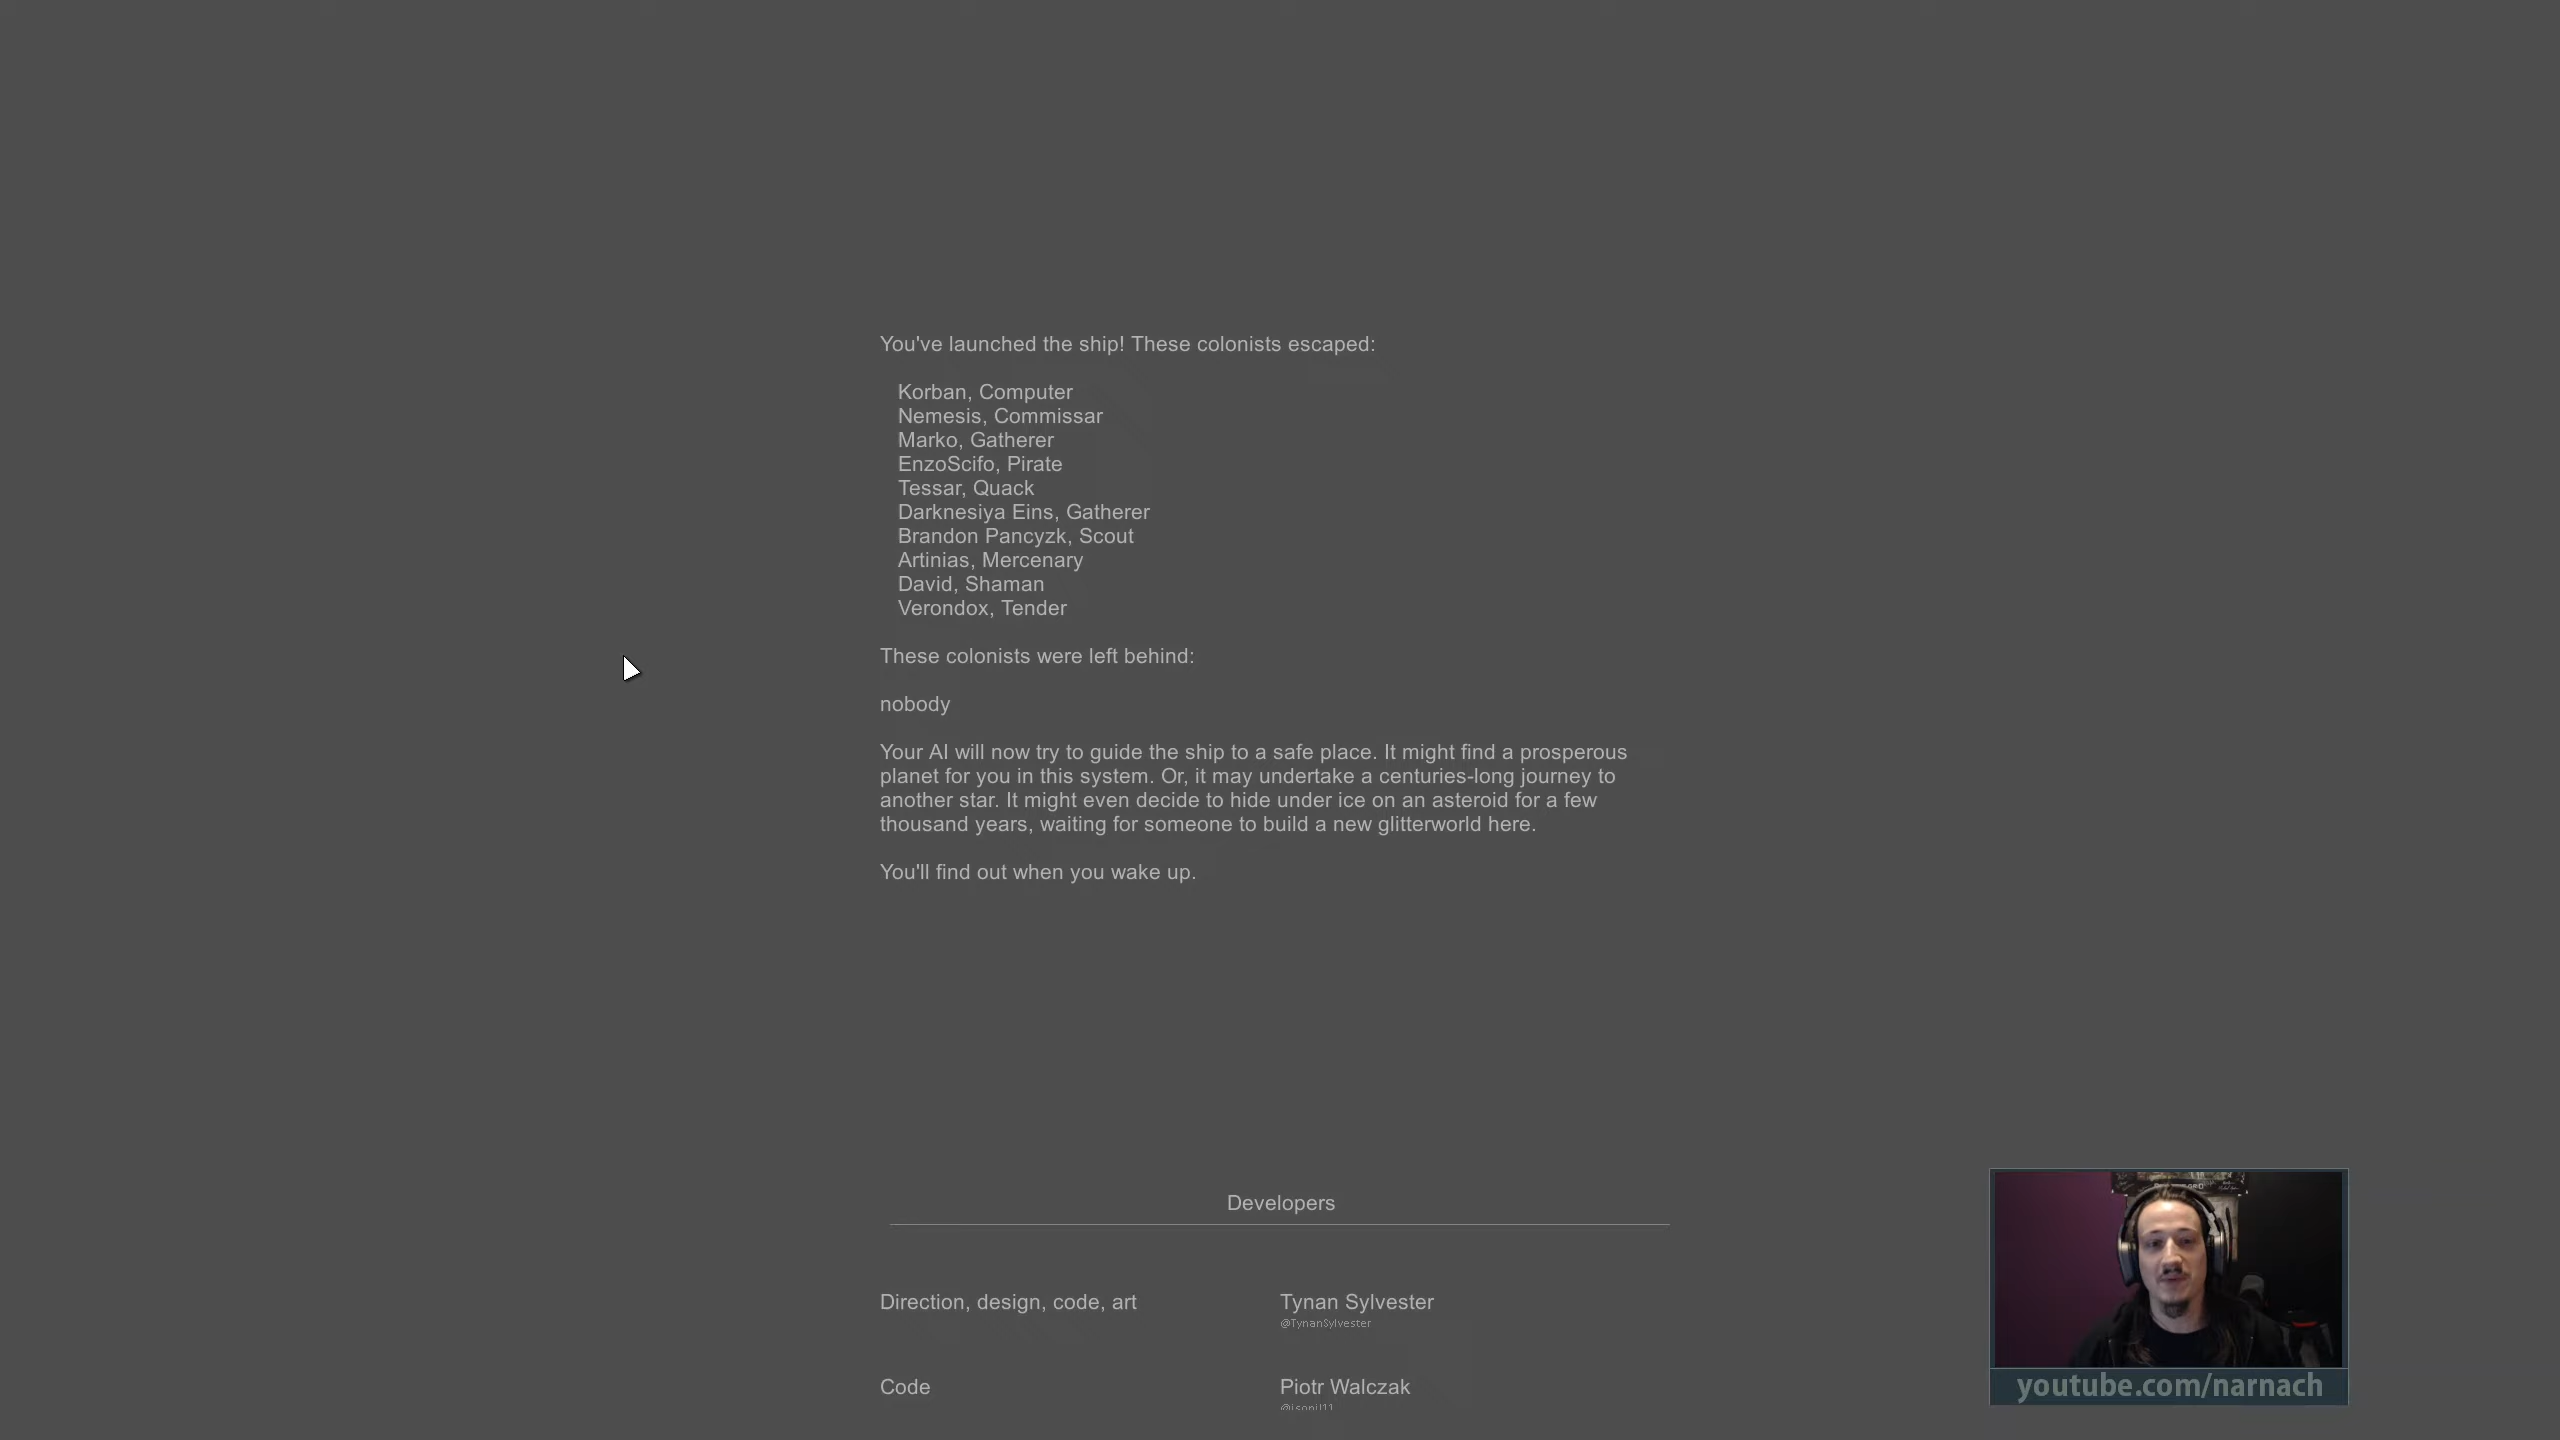 You've launched the ship! These colonists escaped:
Korban, Computer
Nemesis, Commissar
Marko, Gatherer
EnzoScifo, Pirate
Tessar, Quack
Darknesiya Eins, Gatherer
Brandon Pancyzk, Scout
Artinias, Mercenary
David, Shaman
Verondox, Tender
These colonists were left behind:
nobody
Your AI will now try to guide the ship to a safe place. It might find a prosperous
planet for you in this system. Or, it may undertake a centuries-long journey to
another star. It might even decide to hide under ice on an asteroid for a few
thousand years, waiting for someone to build a new glitterworld here.
You'll find out when you wake up.
Developers
Direction, design, code, art Tynan Sylvester
@TynanSylvester
Code Piotr Walczak
youtube.com/narnach